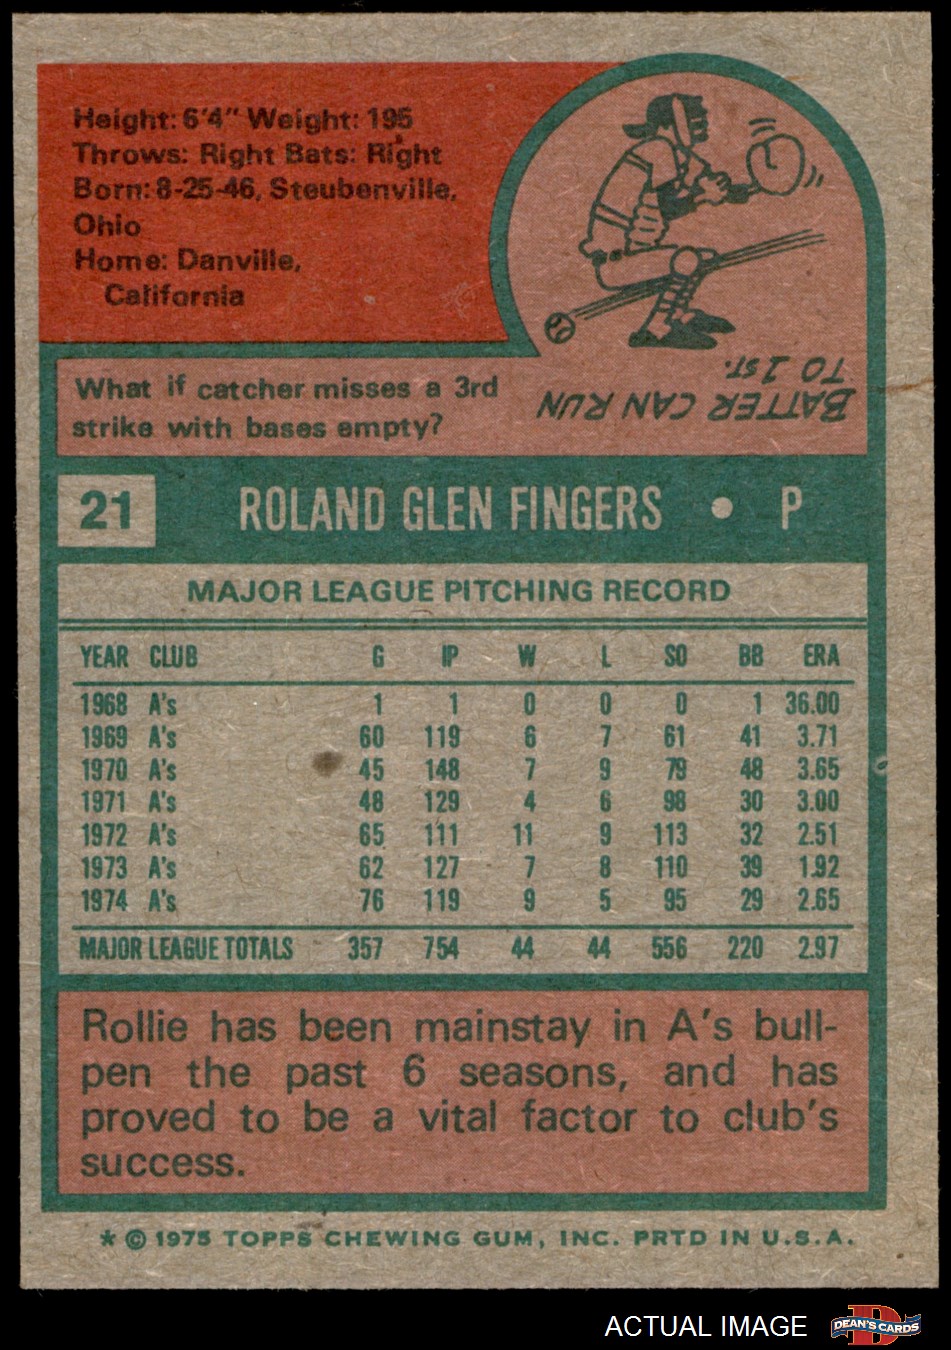 Height: 6'4" Weight: 195
Throws: Right Bats: Right
Born: 8-25-46, Steubenville,
Ohio
Home: Danville,
California
What if catcher misses a 3rd
strike with bases empty?
BATTER CAN RUN
TO 1ST.
21 ROLAND GLEN FINGERS • P
MAJOR LEAGUE PITCHING RECORD
YEAR CLUB G IP W L SO BB ERA
1968 A's 1 1 0 0 0 1 36.00
1969 A's 60 119 6 7 61 41 3.71
1970 A's 45 148 7 9 79 48 3.65
1971 A's 48 129 4 6 98 30 3.00
1972 A's 65 111 11 9 113 32 2.51
1973 A's 62 127 7 8 110 39 1.92
1974 A's 76 119 9 5 95 29 2.65
MAJOR LEAGUE TOTALS 357 754 44 44 556 220 2.97
Rollie has been mainstay in A's bull-
pen the past 6 seasons, and has
proved to be a vital factor to club's
success.
* © 1975 TOPPS CHEWING GUM, INC. PRTD IN U.S.A.
ACTUAL IMAGE
DEAN'S CARDS